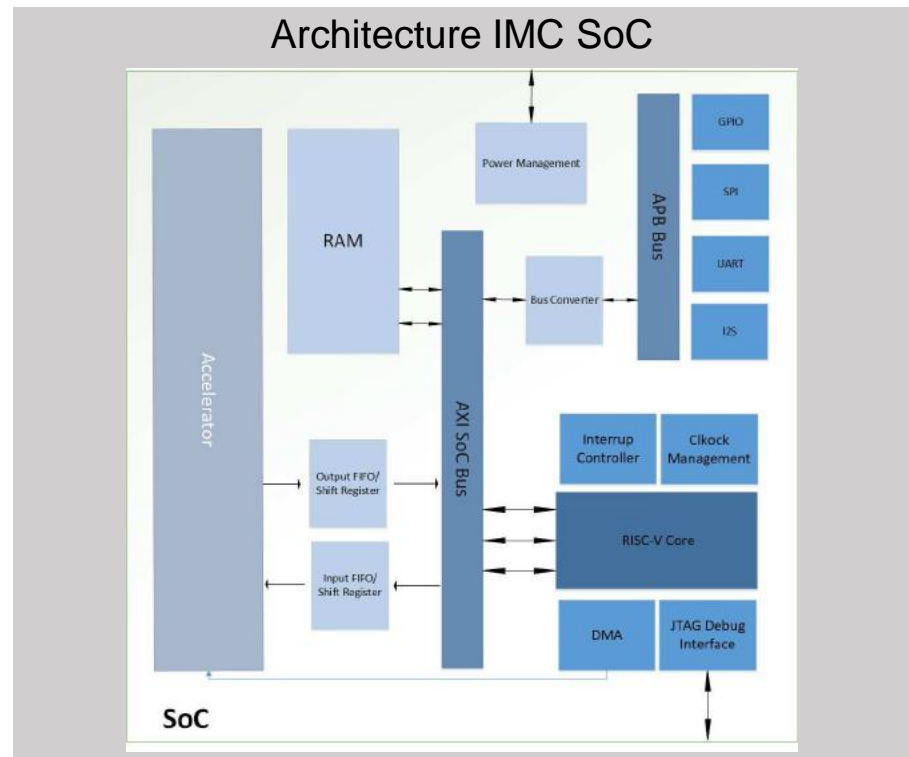 Architecture IMC SoC
Power Management
GPIO
SPI
UART
I2S
APB Bus
RAM
Bus Converter
Accelerator
AXI SoC Bus
Output FIFO/
Shift Register
Input FIFO/
Shift Register
Interrup
Controller
Clkock
Management
RISC-V Core
DMA
JTAG Debug
Interface
SoC